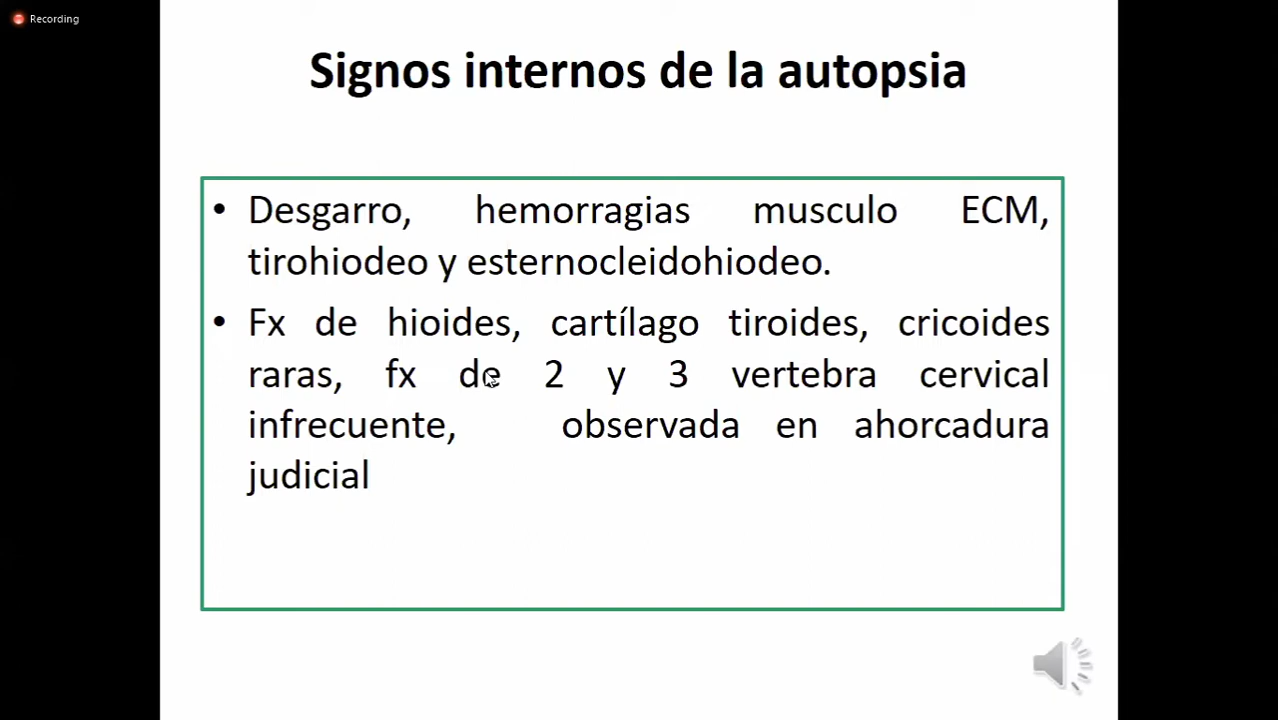 Recording
Signos internos de la autopsia
• Desgarro, hemorragias musculo ECM,
tirohiodeo y esternocleidohiodeo.
• Fx de hioides, cartílago tiroides, cricoides
raras, fx de 2 y 3 vertebra cervical
infrecuente, observada en ahorcadura
judicial